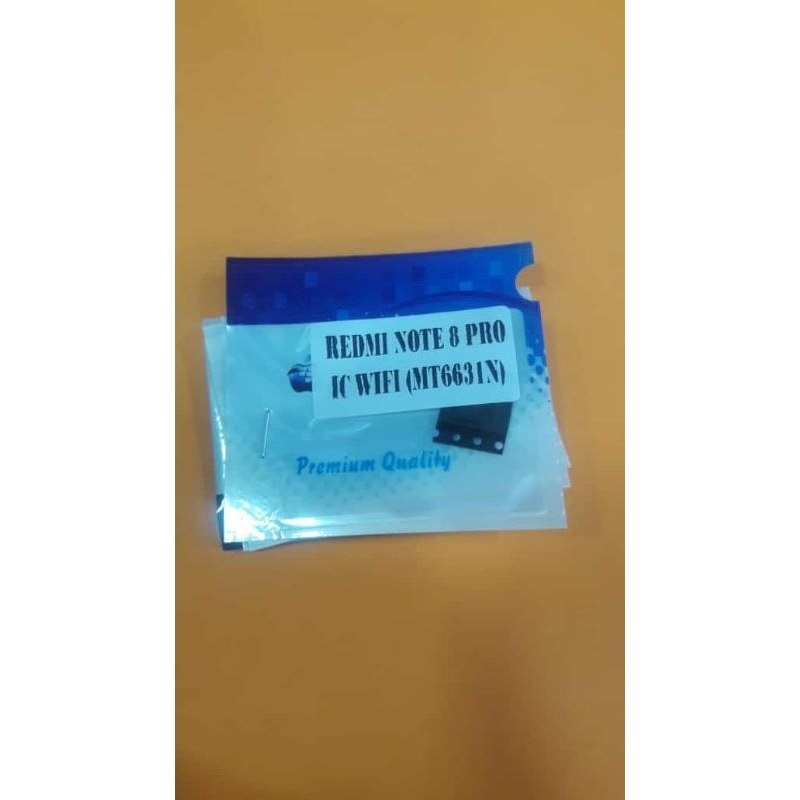 REDMI NOTE 8 PRO
IC WIFI (MT6631N)
Premium Quality